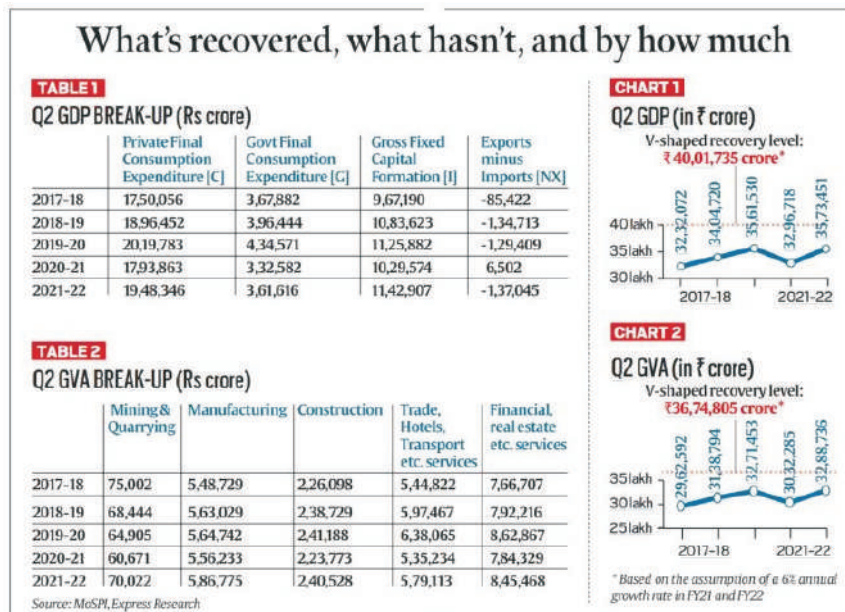 What's recovered, what hasn't, and by how much
TABLE 1
Q2 GDP BREAK-UP (Rs crore)
Private Final Consumption Expenditure [C] Govt Final Consumption Expenditure [G] Gross Fixed Capital Formation [I] Exports minus Imports [NX]
2017-18 17,50,056 3,67,882 9,67,190 -85,422
2018-19 18,96,452 3,96,444 10,83,623 -1,34,713
2019-20 20,19,783 4,34,571 11,25,882 -1,29,409
2020-21 17,93,863 3,32,582 10,29,574 6,502
2021-22 19,48,346 3,61,616 11,42,907 -1,37,045
TABLE 2
Q2 GVA BREAK-UP (Rs crore)
Mining & Quarrying Manufacturing Construction Trade, Hotels, Transport etc. services Financial, real estate etc. services
2017-18 75,002 5,48,729 2,26,098 5,44,822 7,66,707
2018-19 68,444 5,63,029 2,38,729 5,97,467 7,92,216
2019-20 64,905 5,64,742 2,41,188 6,38,065 8,62,867
2020-21 60,671 5,56,233 2,23,773 5,35,234 7,84,329
2021-22 70,022 5,86,775 2,40,528 5,79,113 8,45,468
Source: MoSPI, Express Research
CHART 1
Q2 GDP (in ₹ crore)
V-shaped recovery level:
₹40,01,735 crore*
32,32,072 34,04,720 35,61,530 32,96,718 35,73,451
40 lakh
35 lakh
30 lakh
2017-18 2021-22
CHART 2
Q2 GVA (in ₹ crore)
V-shaped recovery level:
₹36,74,805 crore*
29,62,592 31,38,794 32,71,453 30,32,285 32,88,736
35 lakh
30 lakh
25 lakh
2017-18 2021-22
* Based on the assumption of a 6% annual
growth rate in FY21 and FY22